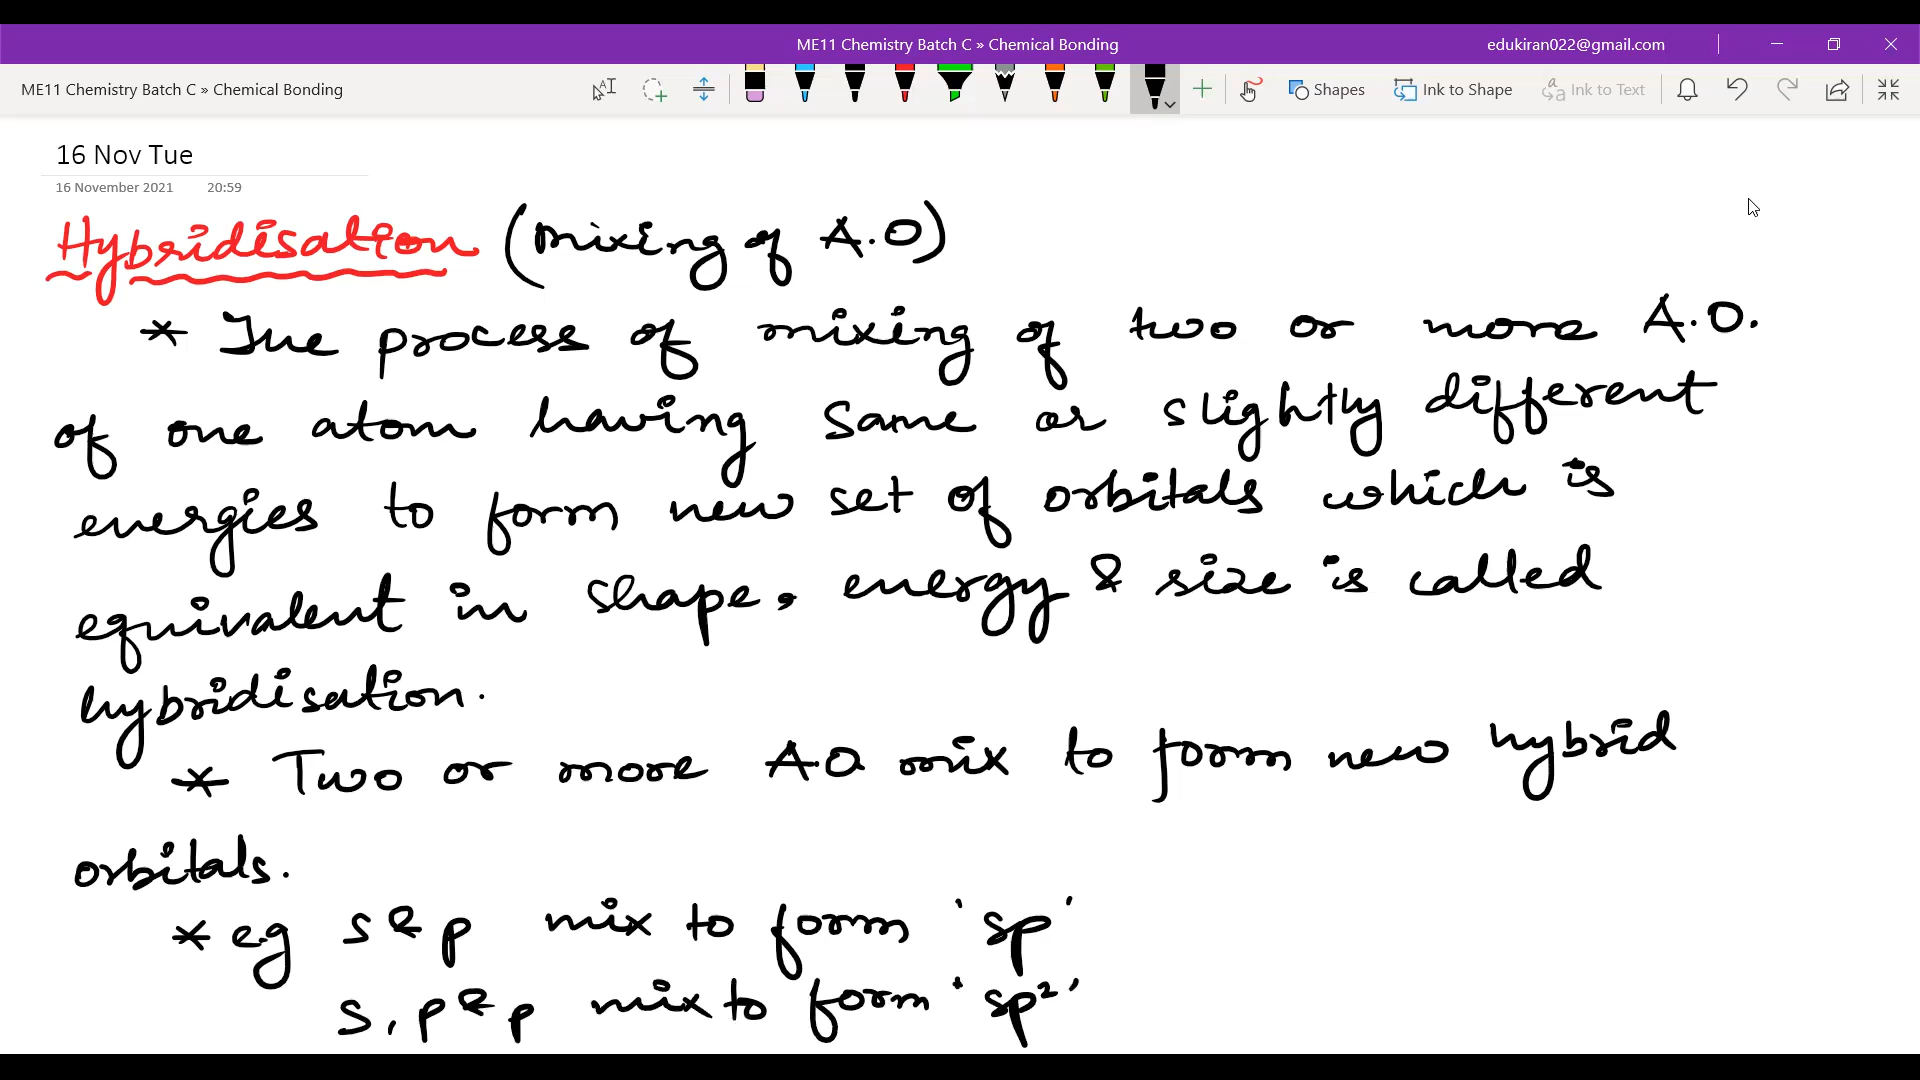 ME11 Chemistry Batch C » Chemical Bonding
edukiran022@gmail.com
ME11 Chemistry Batch C » Chemical Bonding
Shapes
Ink to Shape
Ink to Text
16 Nov Tue
16 November 2021 20:59
Hybridisation (mixing of A.O)
* The process of mixing of two or more A.O.
of one atom having same or slightly different
energies to form new set of orbitals which is
equivalent in shape, energy & size is called
hybridisation.
* Two or more A.O mix to form new hybrid
orbitals.
* eg s & p mix to form 'sp'
s, p & p mix to form 'sp²'